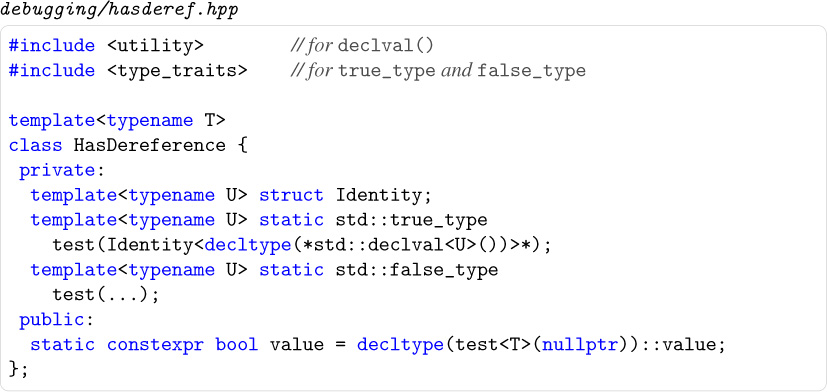 debugging/hasderef.hpp
#include <utility> // for declval()
#include <type_traits> // for true_type and false_type
template<typename T>
class HasDereference {
private:
template<typename U> struct Identity;
template<typename U> static std::true_type
test(Identity<decltype(*std::declval<U>())>*);
template<typename U> static std::false_type
test(...);
public:
static constexpr bool value = decltype(test<T>(nullptr))::value;
};